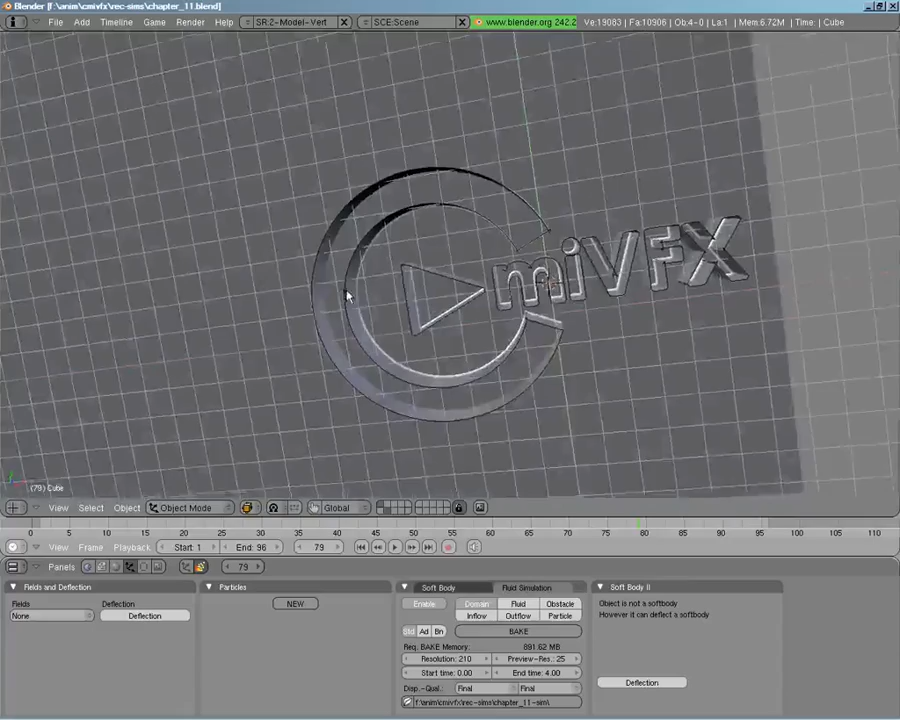 Blender [f:\anim\cmivfx\rec-sims\chapter_11.blend]
File Add Timeline Game Render Help SR:2-Model-Vert SCE:Scene www.blender.org 242.2 Ve:19083 | Fa:10906 | Ob:4-0 | La:1 | Mem:6.72M | Time: | Cube
miVFX
(79) Cube
View Select Object Object Mode Global
0 5 10 15 20 25 30 35 40 45 50 55 60 65 70 75 80 85 90 95 100 105 110
View Frame Playback Start: 1 End: 96 79
Panels 79
Fields and Deflection Particles Soft Body Fluid Simulation Soft Body II
Fields Deflection NEW Enable Domain Fluid Obstacle Object is not a softbody
None Deflection Inflow Outflow Particle However it can deflect a softbody
Std Ad Bn BAKE
Req. BAKE Memory: 891.62 MB
Resolution: 210 Preview-Res.: 25
Start time: 0.00 End time: 4.00 Deflection
Disp.-Qual.: Final Final
f:\anim\cmivfx\rec-sims\chapter_11-sim\